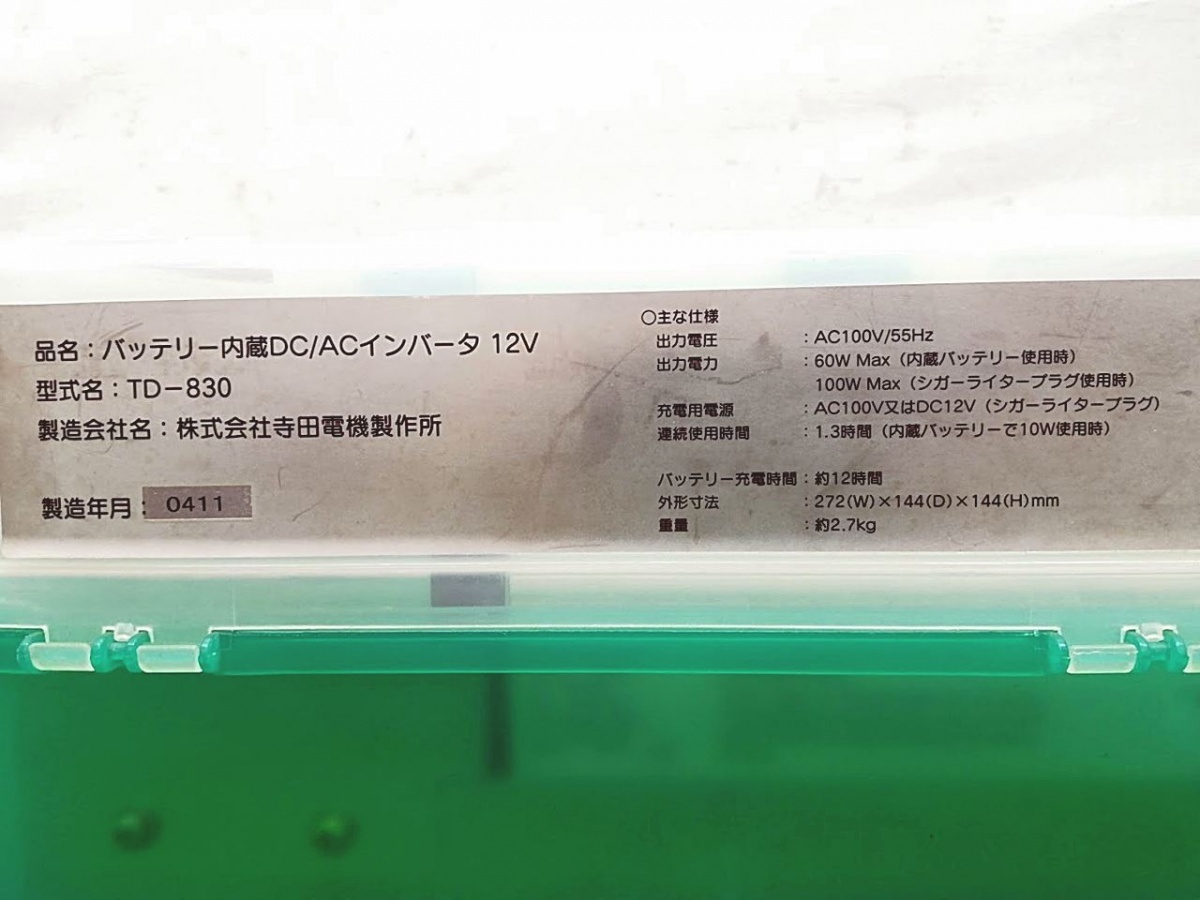 品名：バッテリー内蔵DC/ACインバータ 12V
型式名：TD－830
製造会社名：株式会社寺田電機製作所
製造年月：0411
○主な仕様
出力電圧 ：AC100V/55Hz
出力電力 ：60W Max（内蔵バッテリー使用時）
100W Max（シガーライタープラグ使用時）
充電用電源 ：AC100V又はDC12V（シガーライタープラグ）
連続使用時間 ：1.3時間（内蔵バッテリーで10W使用時）
バッテリー充電時間：約12時間
外形寸法 ：272(W)×144(D)×144(H)mm
重量 ：約2.7kg